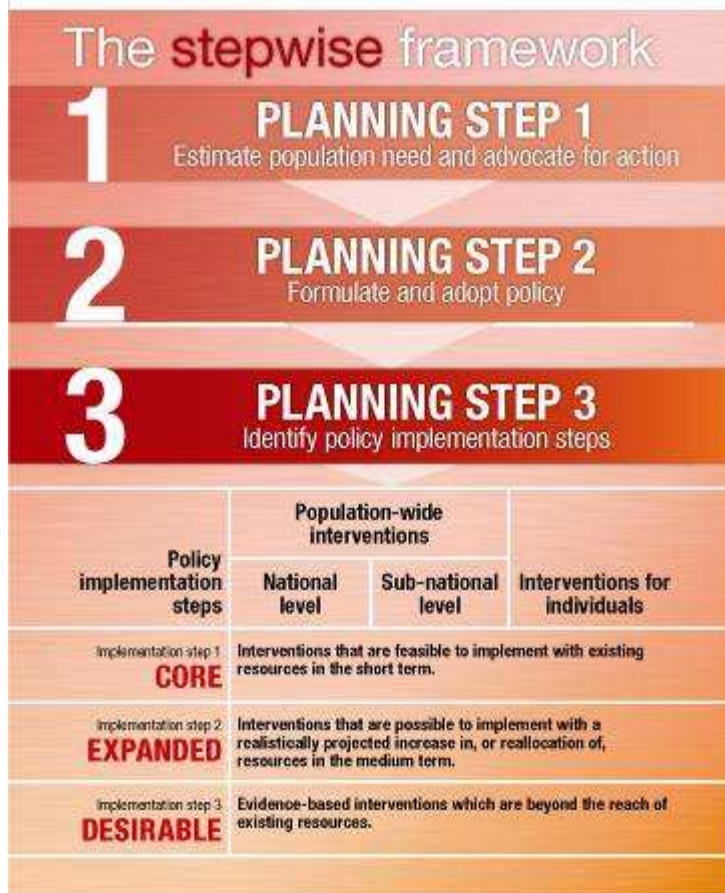 The stepwise framework
1
PLANNING STEP 1
Estimate population need and advocate for action
2
PLANNING STEP 2
Formulate and adopt policy
3
PLANNING STEP 3
Identify policy implementation steps
Policy
implementation
steps
Population-wide
interventions
National
level
Sub-national
level
Interventions for
individuals
Implementation step 1
CORE
Interventions that are feasible to implement with existing
resources in the short term.
Implementation step 2
EXPANDED
Interventions that are possible to implement with a
realistically projected increase in, or reallocation of,
resources in the medium term.
Implementation step 3
DESIRABLE
Evidence-based interventions which are beyond the reach of
existing resources.